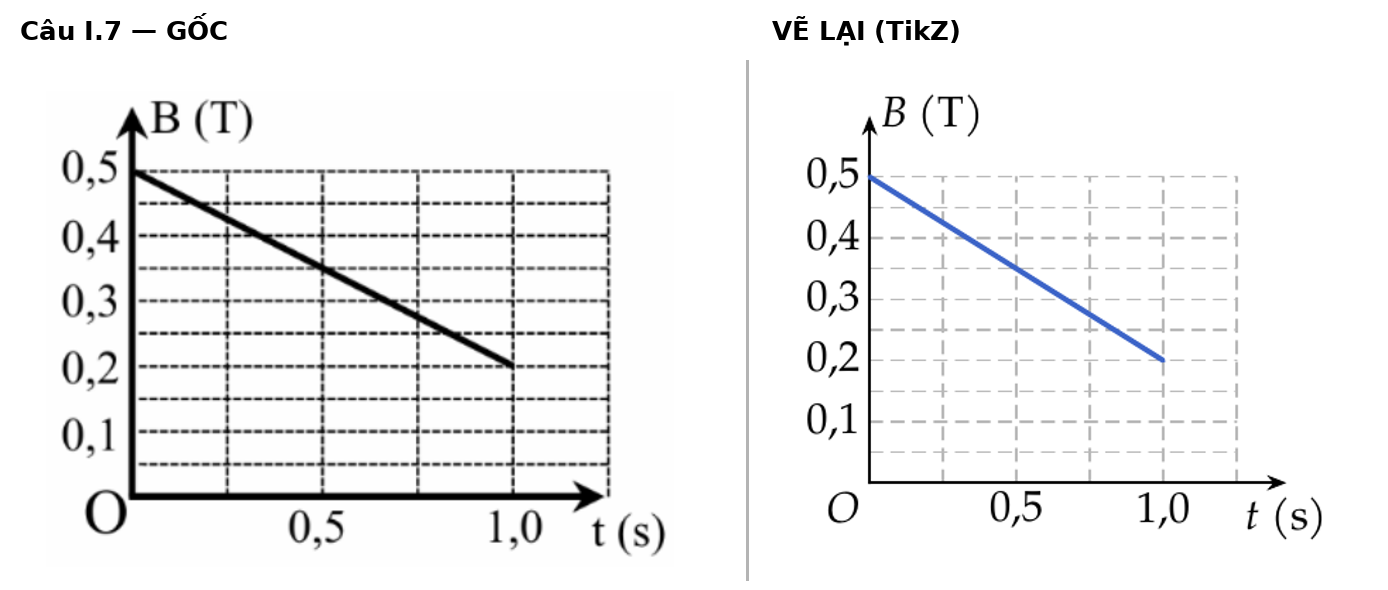 Câu I.7 — GỐC
B (T)
0,5
0,4
0,3
0,2
0,1
O
0,5
1,0
t (s)
VẼ LẠI (TikZ)
B (T)
0,5
0,4
0,3
0,2
0,1
O
0,5
1,0
t (s)